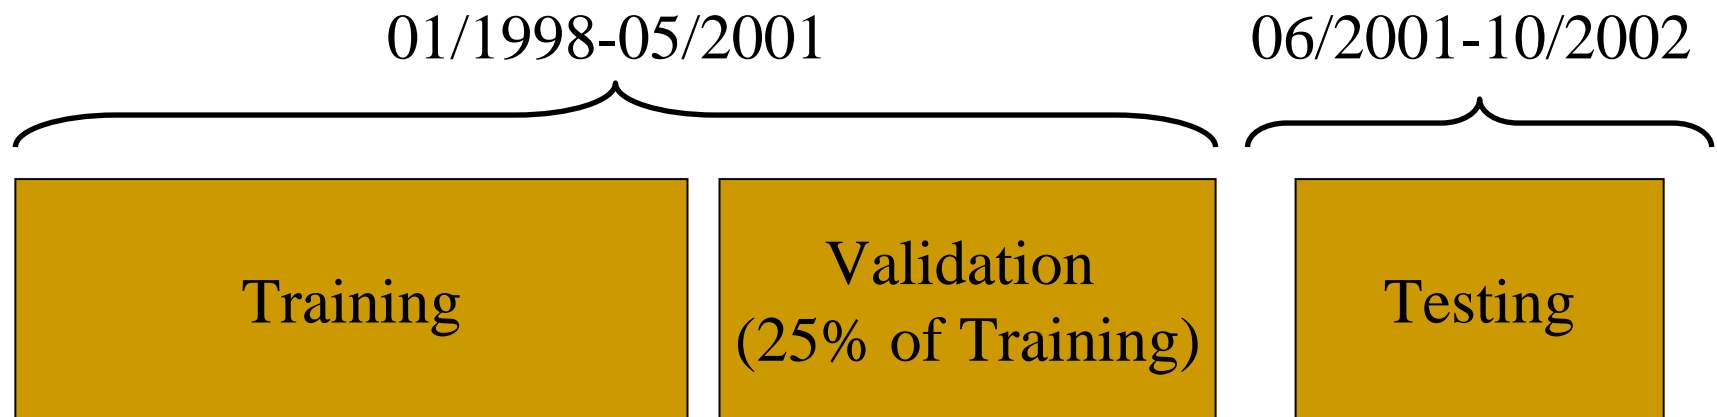 01/1998-05/2001
06/2001-10/2002
Training
Validation
(25% of Training)
Testing